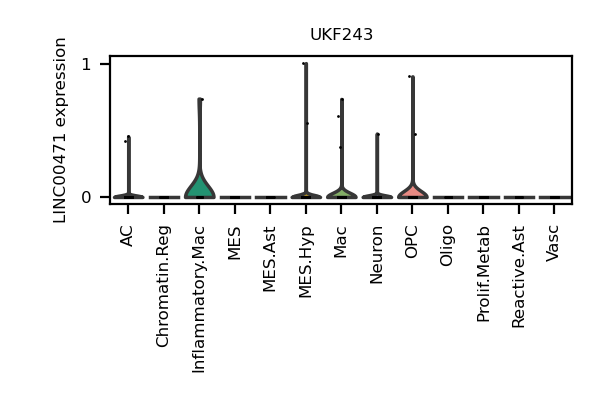 UKF243
LINC00471 expression
1
0
AC
Chromatin.Reg
Inflammatory.Mac
MES
MES.Ast
MES.Hyp
Mac
Neuron
OPC
Oligo
Prolif.Metab
Reactive.Ast
Vasc